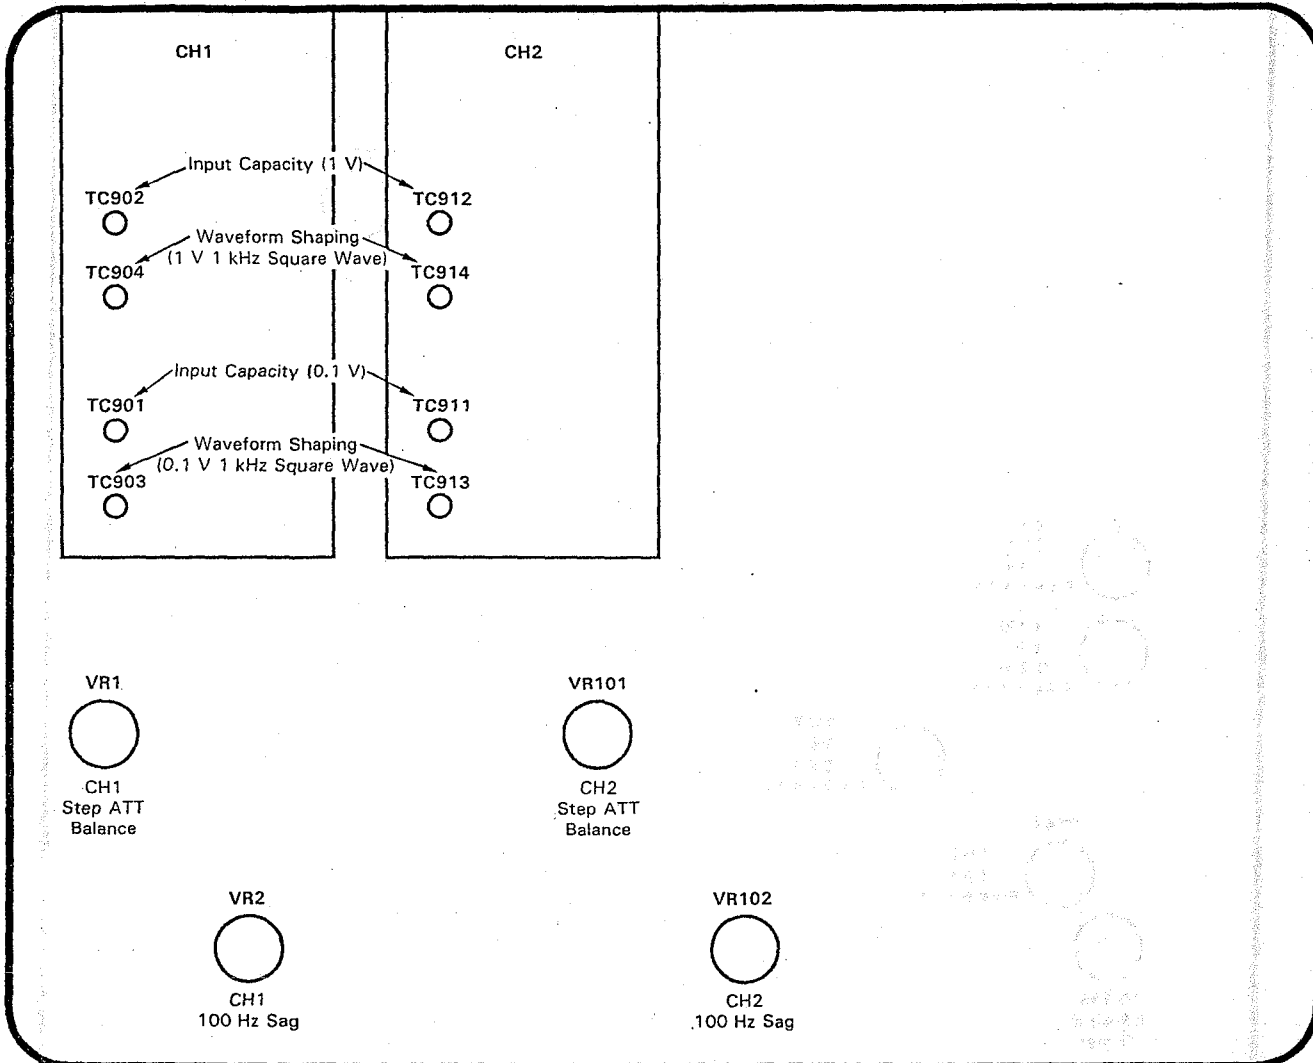 CH1
CH2
Input Capacity (1 V)
TC902
TC912
Waveform Shaping
(1 V 1 kHz Square Wave)
TC904
TC914
Input Capacity (0.1 V)
TC901
TC911
Waveform Shaping
(0.1 V 1 kHz Square Wave)
TC903
TC913
VR1
CH1
Step ATT
Balance
VR101
CH2
Step ATT
Balance
VR2
CH1
100 Hz Sag
VR102
CH2
100 Hz Sag